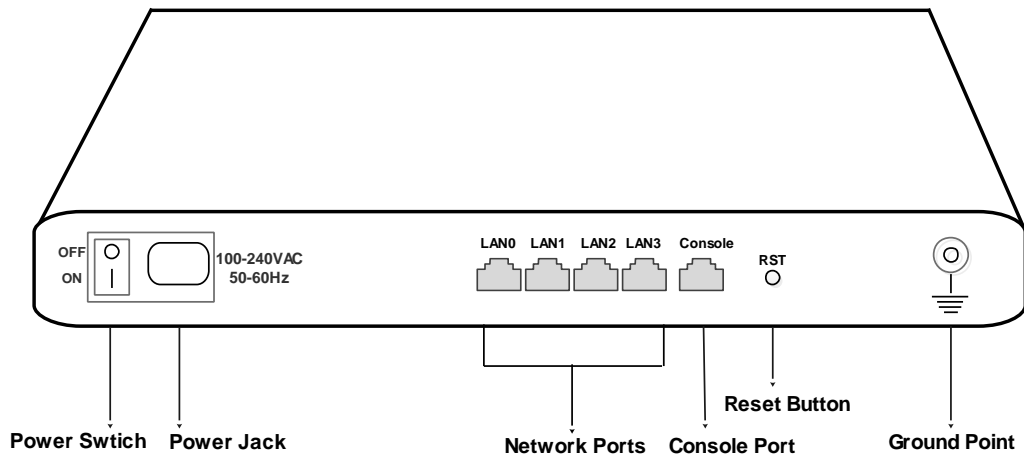 OFF
ON
100-240VAC
50-60Hz
LAN0 LAN1 LAN2 LAN3 Console
RST
Reset Button
Power Swtich Power Jack Network Ports Console Port Ground Point